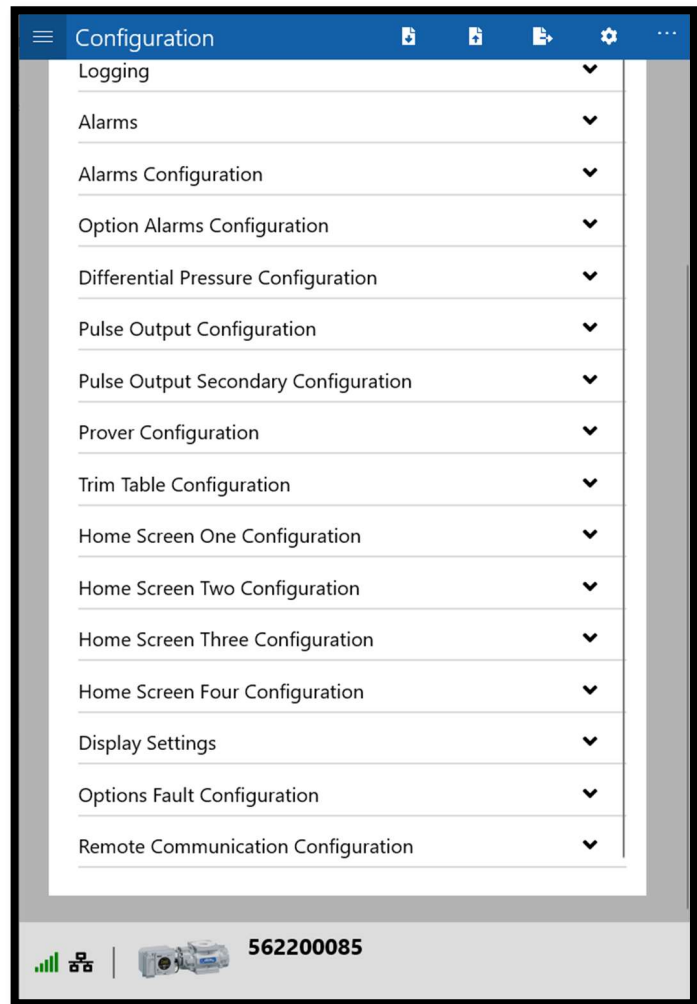 Configuration
Logging
Alarms
Alarms Configuration
Option Alarms Configuration
Differential Pressure Configuration
Pulse Output Configuration
Pulse Output Secondary Configuration
Prover Configuration
Trim Table Configuration
Home Screen One Configuration
Home Screen Two Configuration
Home Screen Three Configuration
Home Screen Four Configuration
Display Settings
Options Fault Configuration
Remote Communication Configuration
562200085